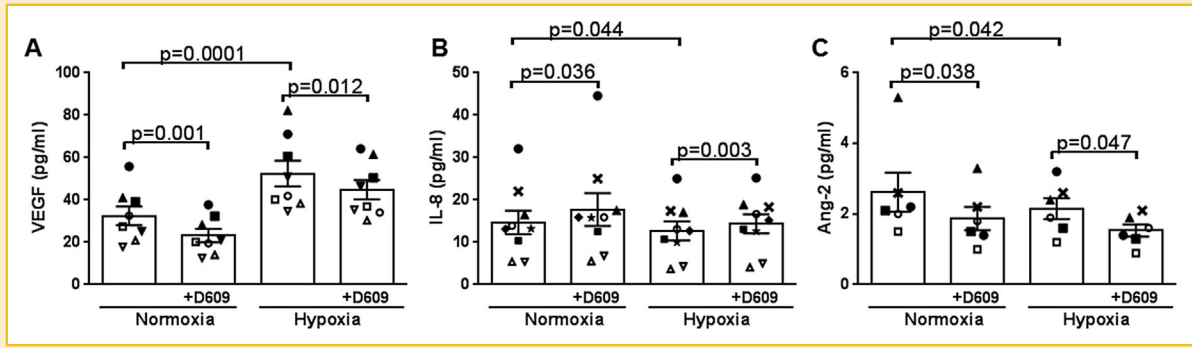 A
p=0.0001
p=0.012
p=0.001
VEGF (pg/ml)
100
80
60
40
20
0
+D609
+D609
Normoxia
Hypoxia
B
p=0.044
p=0.036
p=0.003
IL-8 (pg/ml)
50
40
30
20
10
0
+D609
+D609
Normoxia
Hypoxia
C
p=0.042
p=0.038
p=0.047
Ang-2 (pg/ml)
6
4
2
0
+D609
+D609
Normoxia
Hypoxia